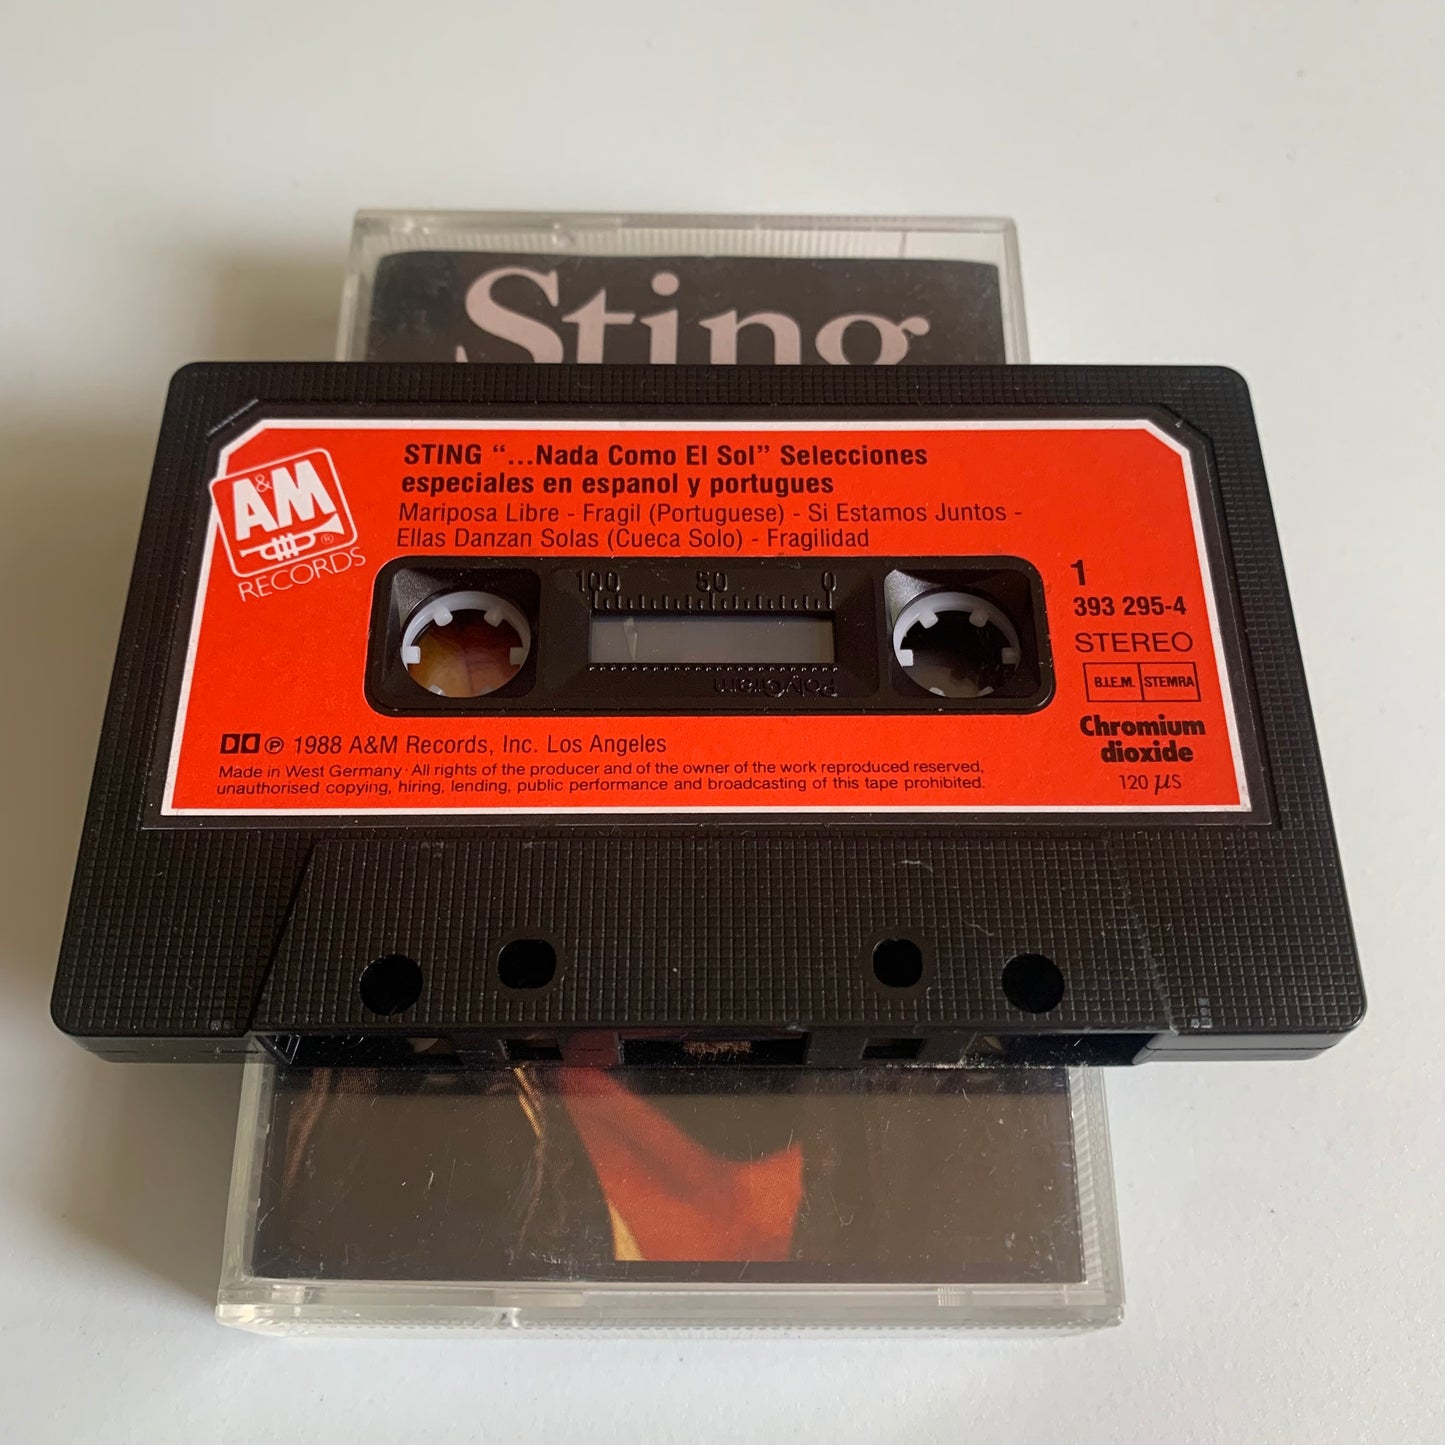 Sting
STING “...Nada Como El Sol” Selecciones
especiales en espanol y portugues
Mariposa Libre - Fragil (Portuguese) - Si Estamos Juntos -
Ellas Danzan Solas (Cueca Solo) - Fragilidad
A&M
®
RECORDS
100 50 0
1
393 295-4
STEREO
B.I.E.M. STEMRA
PolyGram
Chromium
dioxide
120 µs
℗ 1988 A&M Records, Inc. Los Angeles
Made in West Germany · All rights of the producer and of the owner of the work reproduced reserved,
unauthorised copying, hiring, lending, public performance and broadcasting of this tape prohibited.